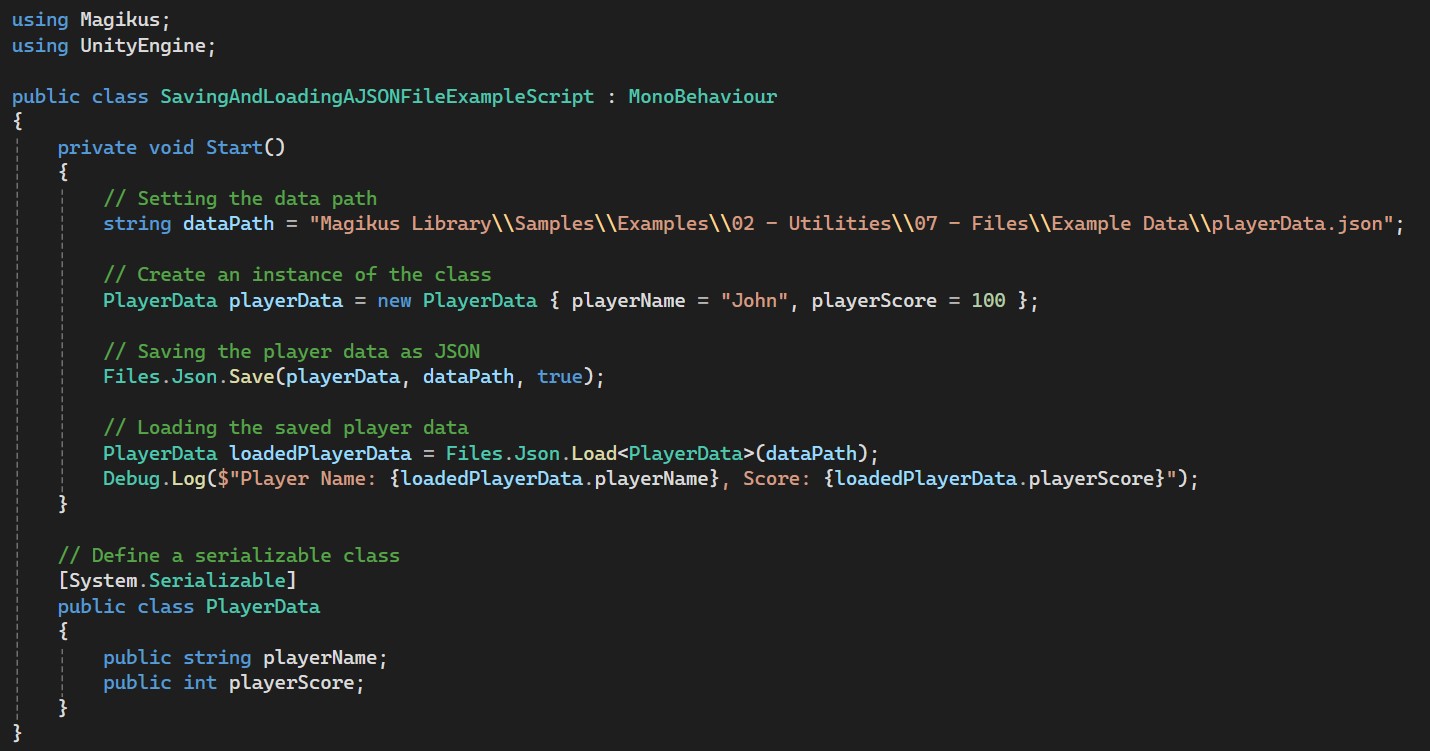 using Magikus;
using UnityEngine;

public class SavingAndLoadingAJSONFileExampleScript : MonoBehaviour
{
    private void Start()
    {
        // Setting the data path
        string dataPath = "Magikus Library\\Samples\\Examples\\02 - Utilities\\07 - Files\\Example Data\\playerData.json";

        // Create an instance of the class
        PlayerData playerData = new PlayerData { playerName = "John", playerScore = 100 };

        // Saving the player data as JSON
        Files.Json.Save(playerData, dataPath, true);

        // Loading the saved player data
        PlayerData loadedPlayerData = Files.Json.Load<PlayerData>(dataPath);
        Debug.Log($"Player Name: {loadedPlayerData.playerName}, Score: {loadedPlayerData.playerScore}");
    }

    // Define a serializable class
    [System.Serializable]
    public class PlayerData
    {
        public string playerName;
        public int playerScore;
    }
}